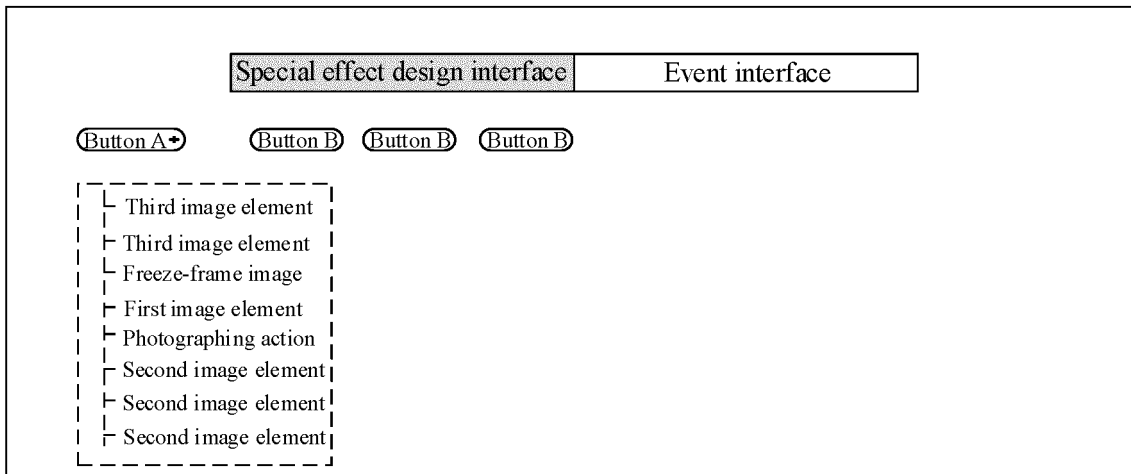 Special effect design interface Event interface
Button A+ Button B Button B Button B
Third image element
Third image element
Freeze-frame image
First image element
Photographing action
Second image element
Second image element
Second image element